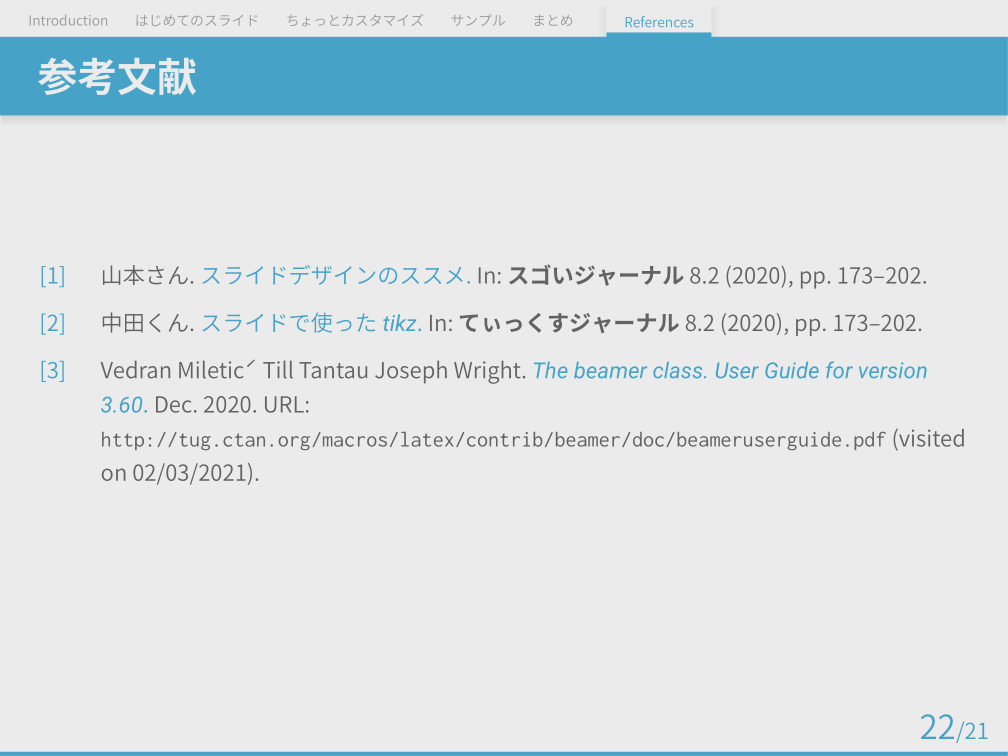 Introduction はじめてのスライド ちょっとカスタマイズ サンプル まとめ References
参考文献
[1] 山本さん. スライドデザインのススメ. In: スゴいジャーナル 8.2 (2020), pp. 173–202.
[2] 中田くん. スライドで使った tikz. In: てぃっくすジャーナル 8.2 (2020), pp. 173–202.
[3] Vedran Miletic´ Till Tantau Joseph Wright. The beamer class. User Guide for version
3.60. Dec. 2020. URL:
http://tug.ctan.org/macros/latex/contrib/beamer/doc/beameruserguide.pdf (visited
on 02/03/2021).
22/21